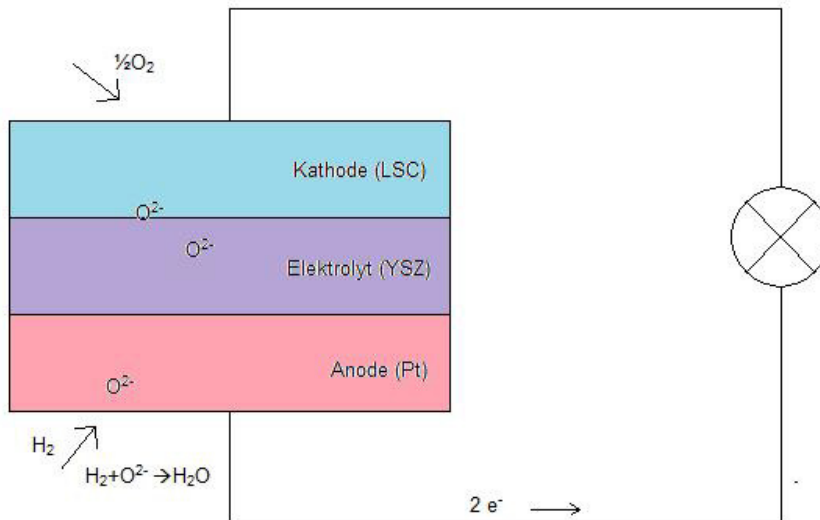 ½O₂
Kathode (LSC)
O²⁻
O²⁻
Elektrolyt (YSZ)
Anode (Pt)
O²⁻
H₂
H₂+O²⁻ →H₂O
2 e⁻